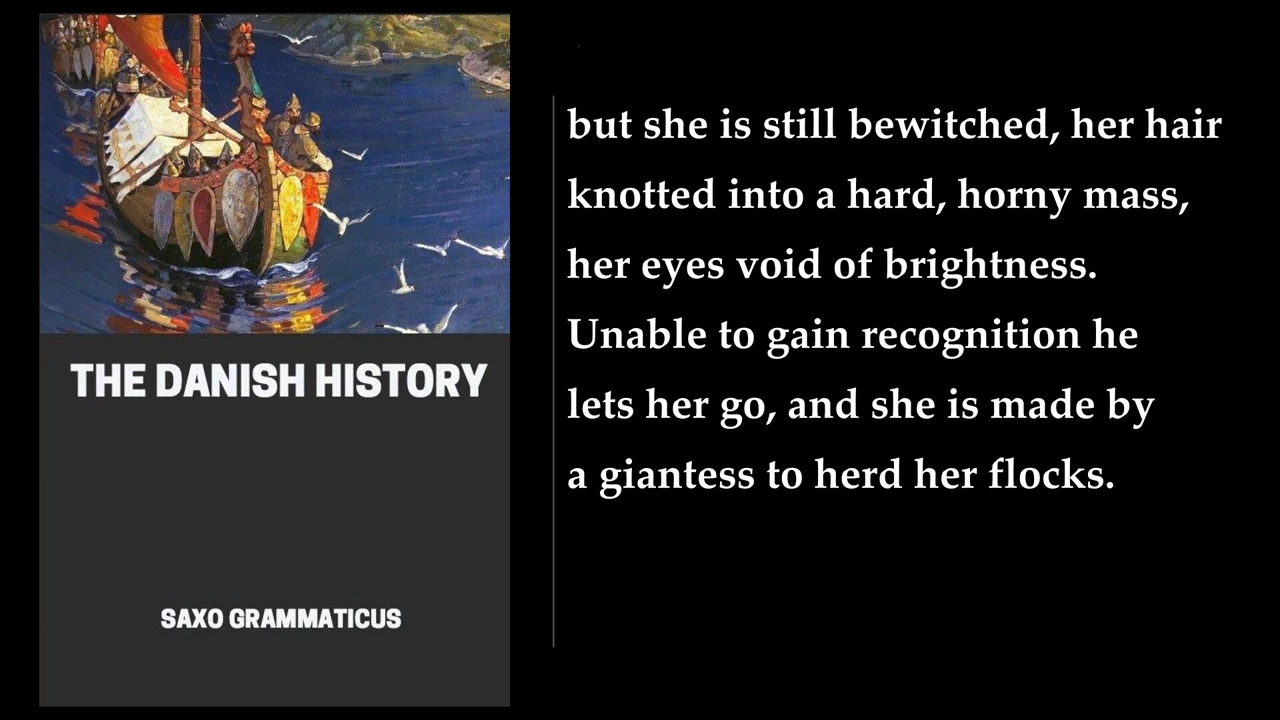 THE DANISH HISTORY
SAXO GRAMMATICUS
but she is still bewitched, her hair
knotted into a hard, horny mass,
her eyes void of brightness.
Unable to gain recognition he
lets her go, and she is made by
a giantess to herd her flocks.